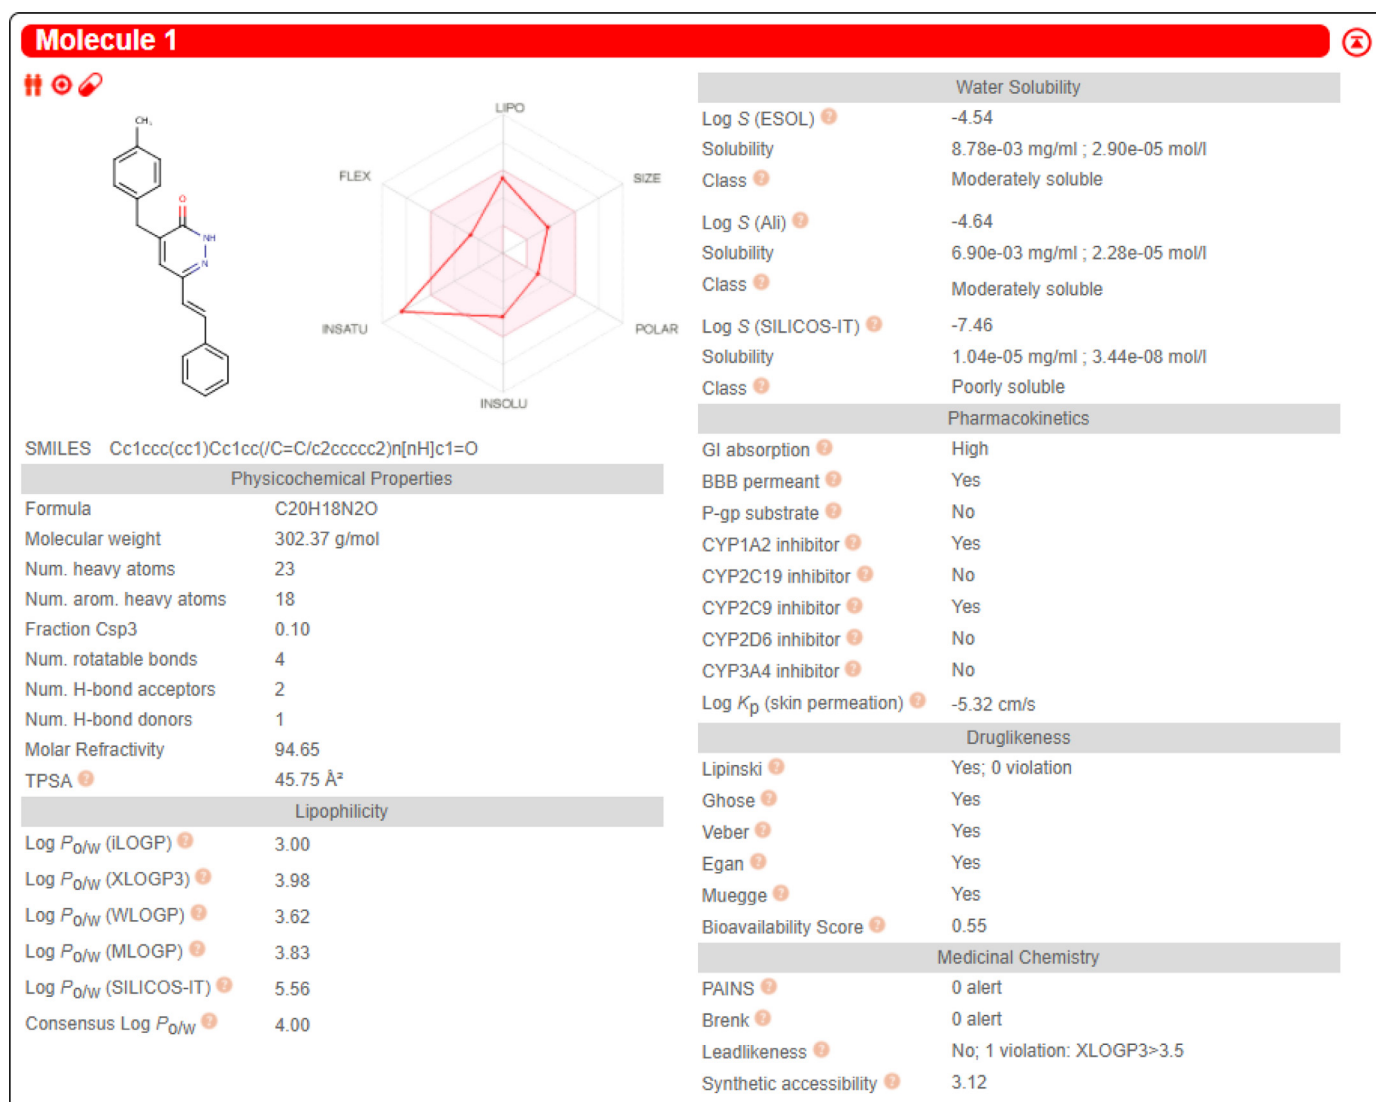 Molecule 1
LIPO
SIZE
POLAR
INSOLU
INSATU
FLEX
CH₃
O
NH
N
SMILES Cc1ccc(cc1)Cc1cc(/C=C/c2ccccc2)n[nH]c1=O
Physicochemical Properties
Formula C20H18N2O
Molecular weight 302.37 g/mol
Num. heavy atoms 23
Num. arom. heavy atoms 18
Fraction Csp3 0.10
Num. rotatable bonds 4
Num. H-bond acceptors 2
Num. H-bond donors 1
Molar Refractivity 94.65
TPSA ? 45.75 Å²
Lipophilicity
Log Po/w (iLOGP) ? 3.00
Log Po/w (XLOGP3) ? 3.98
Log Po/w (WLOGP) ? 3.62
Log Po/w (MLOGP) ? 3.83
Log Po/w (SILICOS-IT) ? 5.56
Consensus Log Po/w ? 4.00
Water Solubility
Log S (ESOL) ? -4.54
Solubility 8.78e-03 mg/ml ; 2.90e-05 mol/l
Class ? Moderately soluble
Log S (Ali) ? -4.64
Solubility 6.90e-03 mg/ml ; 2.28e-05 mol/l
Class ? Moderately soluble
Log S (SILICOS-IT) ? -7.46
Solubility 1.04e-05 mg/ml ; 3.44e-08 mol/l
Class ? Poorly soluble
Pharmacokinetics
GI absorption ? High
BBB permeant ? Yes
P-gp substrate ? No
CYP1A2 inhibitor ? Yes
CYP2C19 inhibitor ? No
CYP2C9 inhibitor ? Yes
CYP2D6 inhibitor ? No
CYP3A4 inhibitor ? No
Log Kp (skin permeation) ? -5.32 cm/s
Druglikeness
Lipinski ? Yes; 0 violation
Ghose ? Yes
Veber ? Yes
Egan ? Yes
Muegge ? Yes
Bioavailability Score ? 0.55
Medicinal Chemistry
PAINS ? 0 alert
Brenk ? 0 alert
Leadlikeness ? No; 1 violation: XLOGP3>3.5
Synthetic accessibility ? 3.12